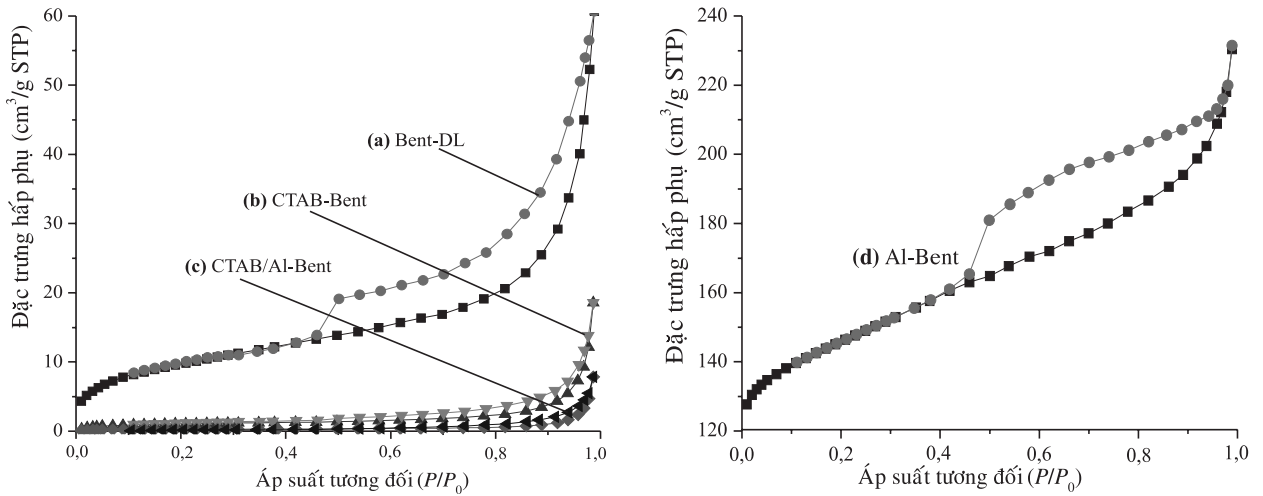 Đặc trưng hấp phụ (cm³/g STP)
60
50
40
30
20
10
0
(a) Bent-DL
(b) CTAB-Bent
(c) CTAB/Al-Bent
0,0 0,2 0,4 0,6 0,8 1,0
Áp suất tương đối (P/P₀)
Đặc trưng hấp phụ (cm³/g STP)
240
220
200
180
160
140
120
(d) Al-Bent
0,0 0,2 0,4 0,6 0,8 1,0
Áp suất tương đối (P/P₀)